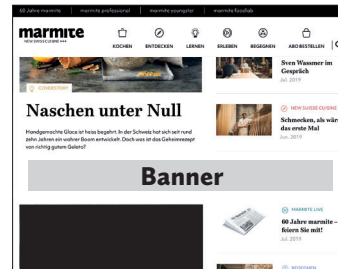 60 Jahre marmite marmite professional marmite youngster marmite foodlab
marmite
NEW SWISS CUISINE +++
KOCHEN ENTDECKEN LERNEN ERLEBEN BEGEGNEN ABO BESTELLEN
COVERSTORY
Naschen unter Null
Handgemachte Glace ist heiss begehrt. In der Schweiz hat sich seit rund
zehn Jahren ein wahrer Boom entwickelt. Doch was ist das Geheimrezept
von richtig gutem Gelato?
Sven Wassmer im
Gespräch
Jul. 2019
NEW SUISSE CUISINE
Schmecken, als wär
das erste Mal
Jun. 2019
Banner
MARMITE LIVE
60 Jahre marmite –
feiern Sie mit!
Jul. 2019
BEGEGNEN